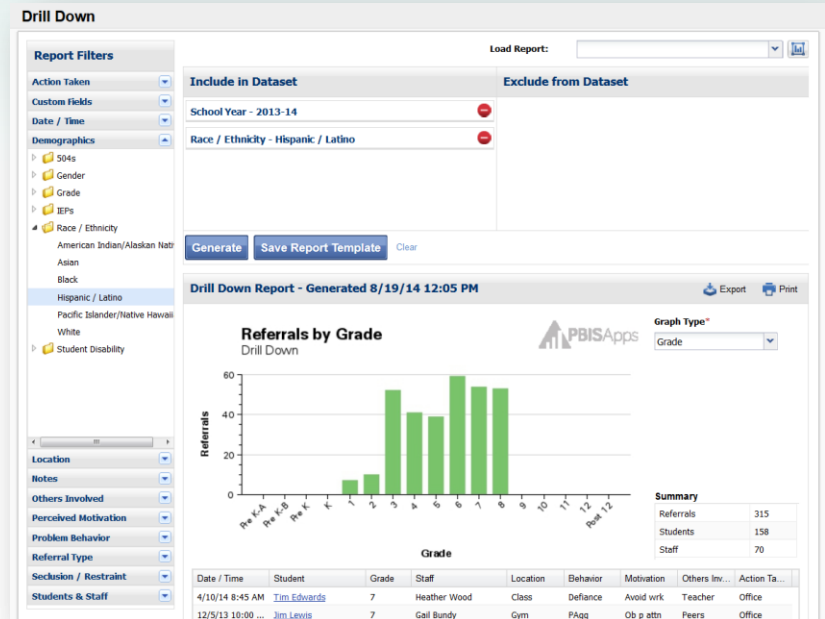 Drill Down
Report Filters
Load Report:
Action Taken
Custom Fields
Date / Time
Demographics
504s
Gender
Grade
IEPs
Race / Ethnicity
American Indian/Alaskan Nati
Asian
Black
Hispanic / Latino
Pacific Islander/Native Hawaii
White
Student Disability
Location
Notes
Others Involved
Perceived Motivation
Problem Behavior
Referral Type
Seclusion / Restraint
Students & Staff
Include in Dataset
Exclude from Dataset
School Year - 2013-14
Race / Ethnicity - Hispanic / Latino
Generate Save Report Template Clear
Drill Down Report - Generated 8/19/14 12:05 PM
Export Print
Referrals by Grade
Drill Down
PBISApps
Graph Type*
Grade
Referrals
60
40
20
0
Pre K-A Pre K-B Pre K K 1 2 3 4 5 6 7 8 9 10 11 12 Post 12
Grade
Summary
Referrals 315
Students 158
Staff 70
Date / Time Student Grade Staff Location Behavior Motivation Others Inv... Action Ta...
4/10/14 8:45 AM Tim Edwards 7 Heather Wood Class Defiance Avoid wrk Teacher Office
12/5/13 10:00 ... Jim Lewis 7 Gail Bundy Gym PAgg Ob p attn Peers Office